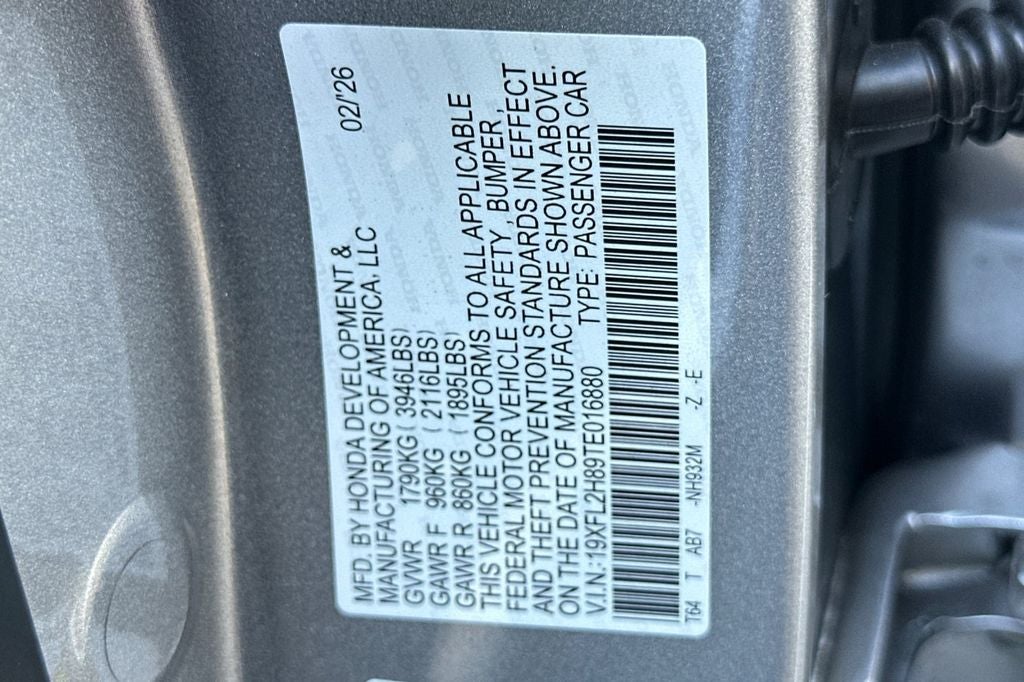 MFD. BY HONDA DEVELOPMENT & 02/'26
MANUFACTURING OF AMERICA, LLC
GVWR 1790KG ( 3946LBS)
GAWR F 960KG ( 2116LBS)
GAWR R 860KG ( 1895LBS)
THIS VEHICLE CONFORMS TO ALL APPLICABLE
FEDERAL MOTOR VEHICLE SAFETY , BUMPER ,
AND THEFT PREVENTION STANDARDS IN EFFECT
ON THE DATE OF MANUFACTURE SHOWN ABOVE.
V.I.N.:19XFL2H89TE016880 TYPE: PASSENGER CAR
T64 T AB7 -NH932M -Z -E